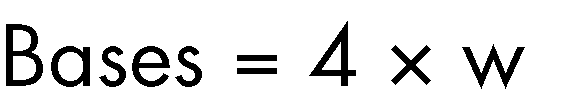 Bases = 4 × w